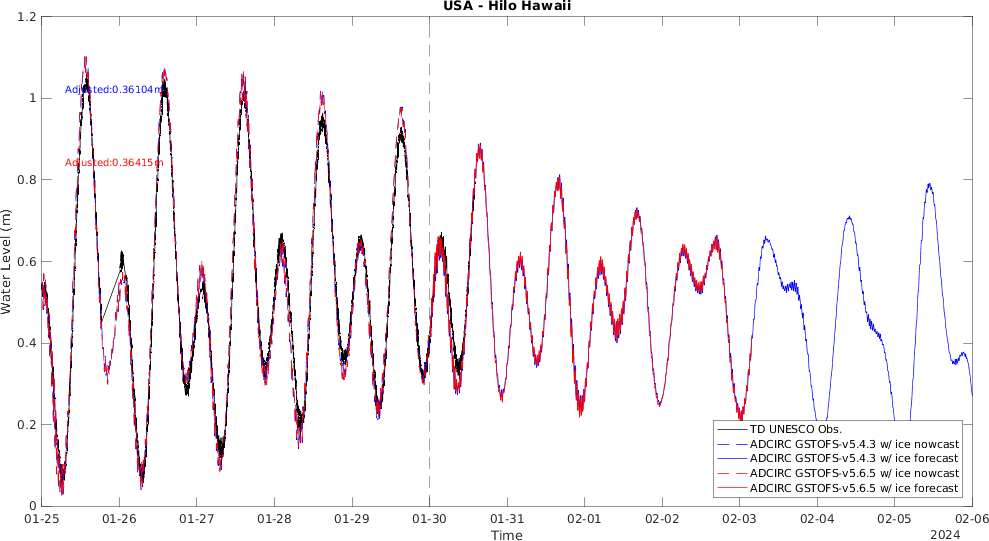 USA - Hilo Hawaii
1.2
1
0.8
0.6
0.4
0.2
0
Water Level (m)
Adjusted:0.36104m
Adjusted:0.36415m
TD UNESCO Obs.
ADCIRC GSTOFS-v5.4.3 w/ ice nowcast
ADCIRC GSTOFS-v5.4.3 w/ ice forecast
ADCIRC GSTOFS-v5.6.5 w/ ice nowcast
ADCIRC GSTOFS-v5.6.5 w/ ice forecast
01-25 01-26 01-27 01-28 01-29 01-30 01-31 02-01 02-02 02-03 02-04 02-05 02-06
Time
2024